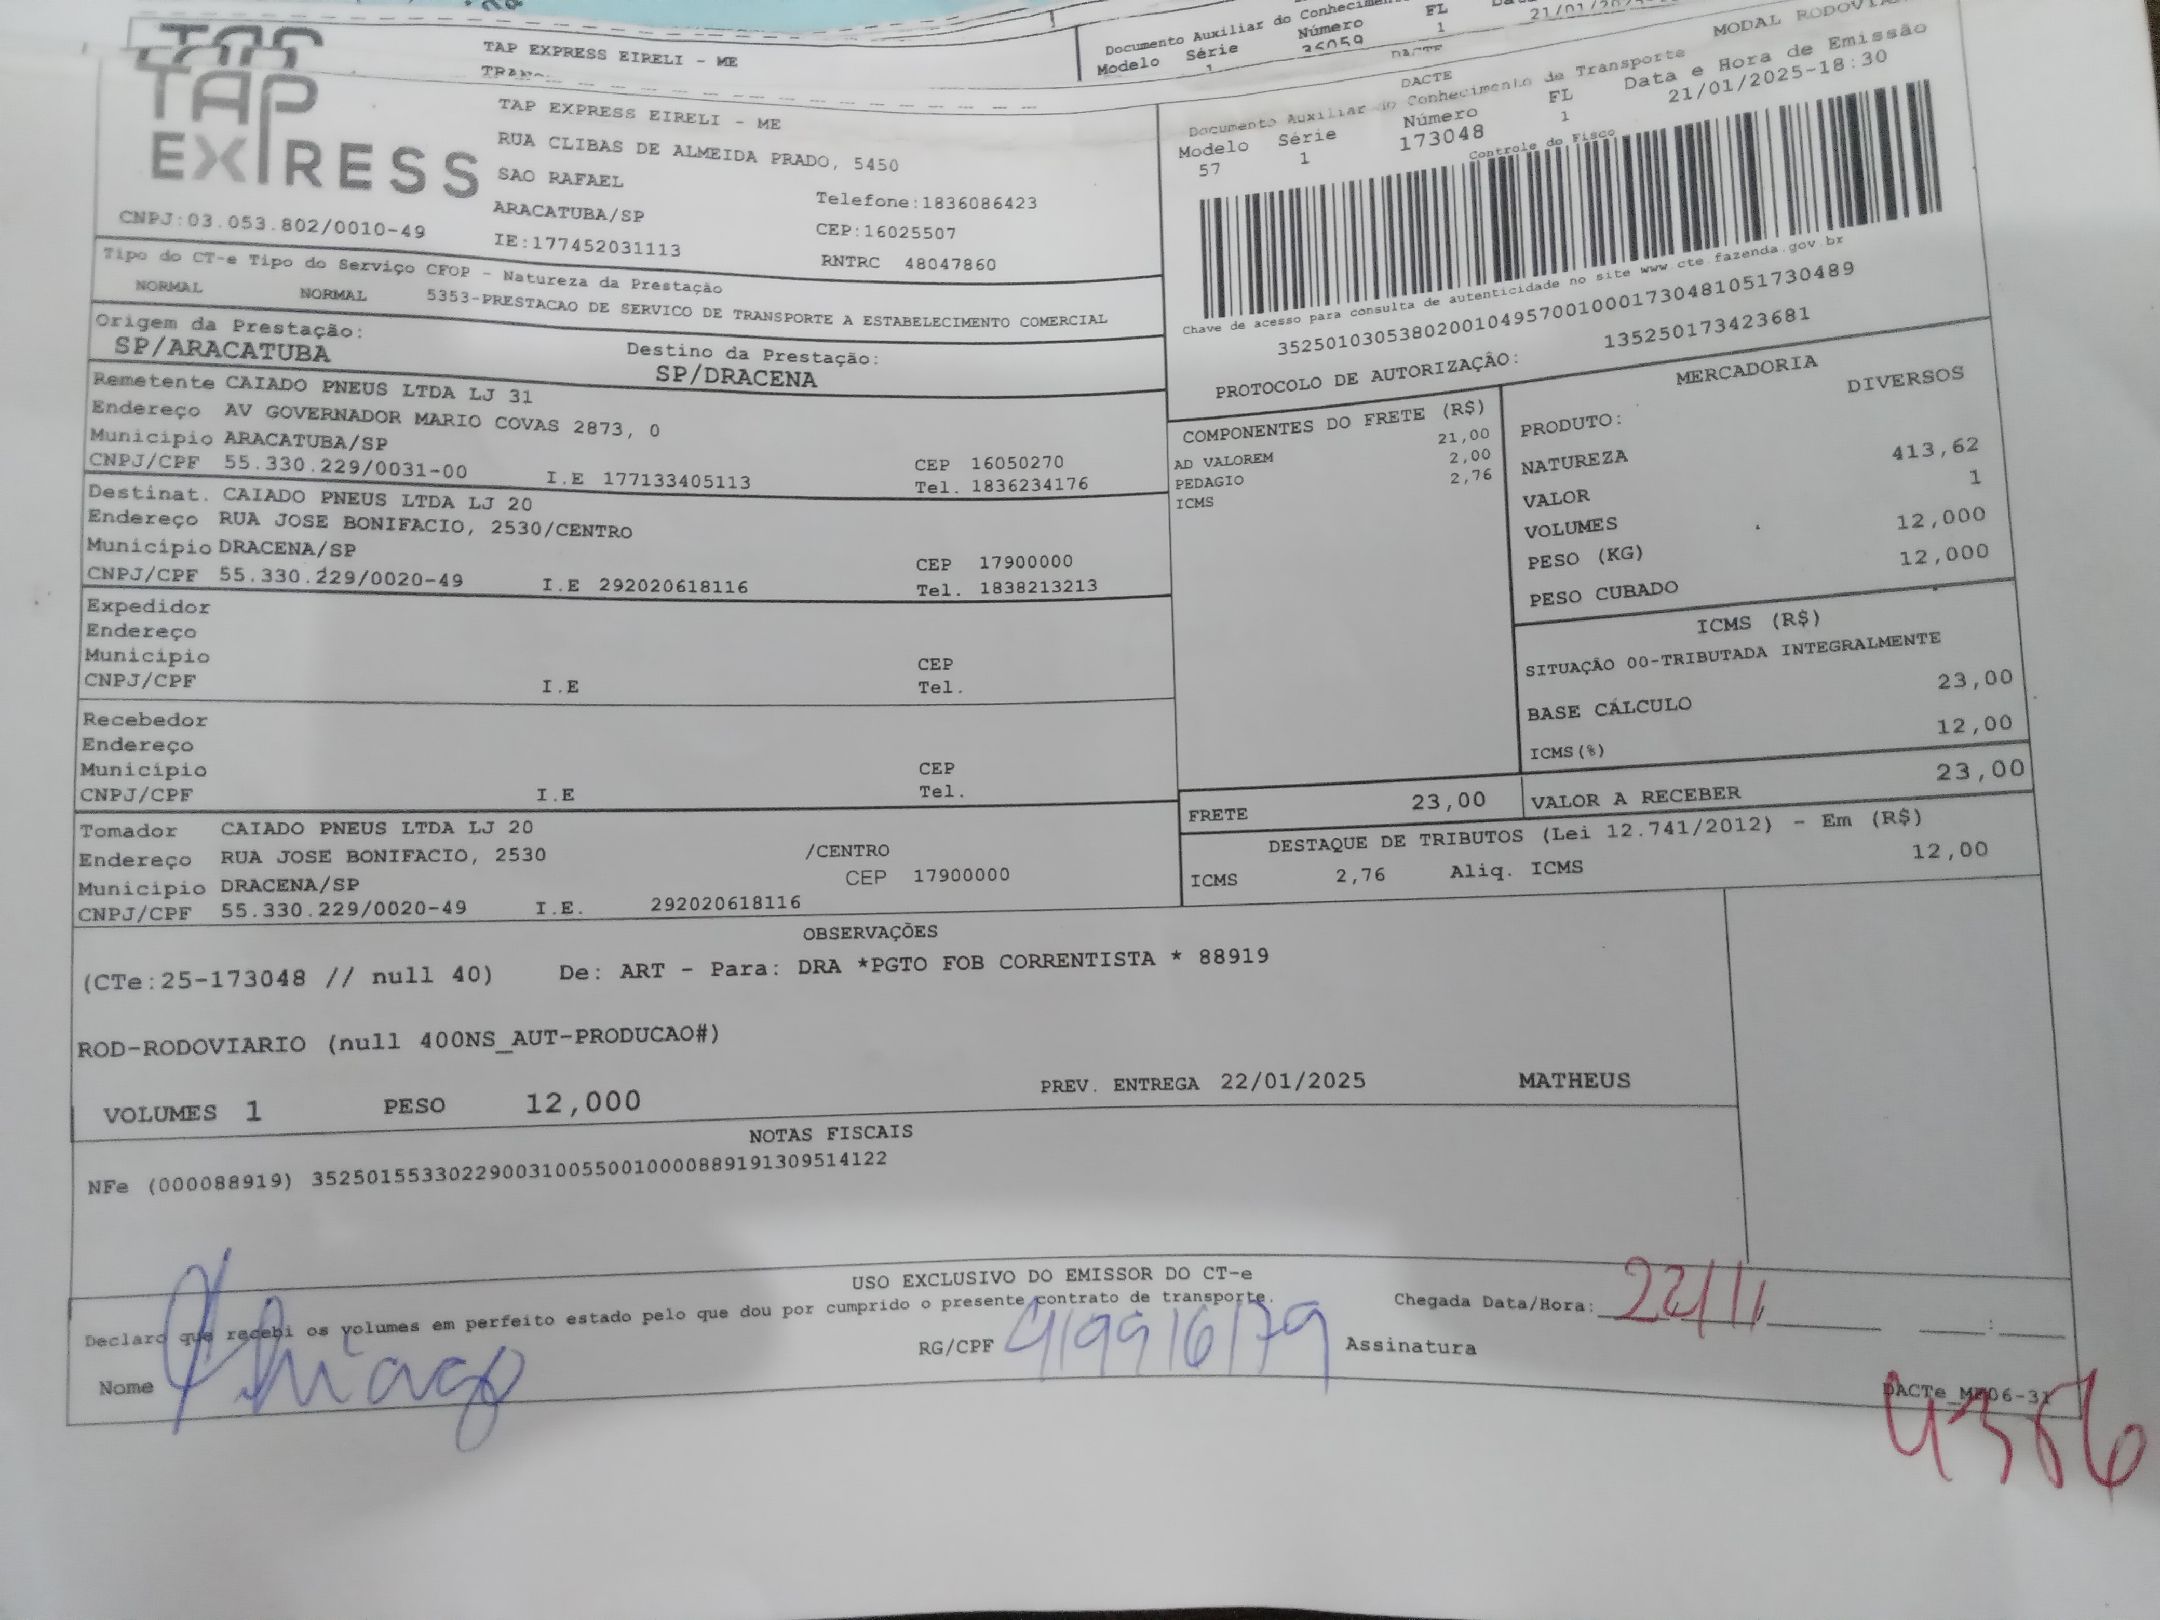 TAP EXPRESS EIRELI - ME
Documento Auxiliar do
Modelo Série Número FL
1 36059 1
21/01/2025
DACTE
TAP
EXPRESS
CNPJ:03.053.802/0010-49
TAP EXPRESS EIRELI - ME
RUA CLIBAS DE ALMEIDA PRADO, 5450
SAO RAFAEL
ARACATUBA/SP
IE:177452031113
Telefone:1836086423
CEP:16025507
RNTRC 48047860
DACTE
MODAL
Documento Auxiliar do Conhecimento de Transporte
Modelo Série Número FL Data e Hora de Emissão
57 1 173048 1 21/01/2025-18:30
Controle do Fisco
Chave de acesso para consulta de autenticidade no site www cte.fazenda.gov.br
35250103053802001049570010001730481051730489
PROTOCOLO DE AUTORIZAÇÃO: 135250173423681
Tipo do CT-e Tipo do Serviço CFOP - Natureza da Prestação
NORMAL NORMAL 5353-PRESTACAO DE SERVICO DE TRANSPORTE A ESTABELECIMENTO COMERCIAL
Origem da Prestação: Destino da Prestação:
SP/ARACATUBA SP/DRACENA
Remetente CAIADO PNEUS LTDA LJ 31
Endereço AV GOVERNADOR MARIO COVAS 2873, 0
Município ARACATUBA/SP CEP 16050270
CNPJ/CPF 55.330.229/0031-00 I.E 177133405113 Tel. 1836234176
Destinat. CAIADO PNEUS LTDA LJ 20
Endereço RUA JOSE BONIFACIO, 2530/CENTRO
Município DRACENA/SP CEP 17900000
CNPJ/CPF 55.330.229/0020-49 I.E 292020618116 Tel. 1838213213
Expedidor
Endereço
Município CEP
CNPJ/CPF I.E Tel.
Recebedor
Endereço
Município CEP
CNPJ/CPF I.E Tel.
Tomador CAIADO PNEUS LTDA LJ 20
Endereço RUA JOSE BONIFACIO, 2530 /CENTRO
Município DRACENA/SP CEP 17900000
CNPJ/CPF 55.330.229/0020-49 I.E. 292020618116
COMPONENTES DO FRETE (R$)
21,00
AD VALOREM 2,00
PEDAGIO 2,76
ICMS
MERCADORIA
PRODUTO: DIVERSOS
NATUREZA
VALOR 413,62
VOLUMES 1
PESO (KG) 12,000
PESO CUBADO 12,000
ICMS (R$)
SITUAÇÃO 00-TRIBUTADA INTEGRALMENTE
BASE CÁLCULO 23,00
ICMS(%) 12,00
FRETE 23,00 VALOR A RECEBER 23,00
DESTAQUE DE TRIBUTOS (Lei 12.741/2012) - Em (R$)
ICMS 2,76 Aliq. ICMS 12,00
OBSERVAÇÕES
(CTe:25-173048 // null 40) De: ART - Para: DRA *PGTO FOB CORRENTISTA * 88919
ROD-RODOVIARIO (null 400NS_AUT-PRODUCAO#)
VOLUMES 1 PESO 12,000 PREV. ENTREGA 22/01/2025 MATHEUS
NOTAS FISCAIS
NFe (000088919) 35250155330229003100550010000889191309514122
USO EXCLUSIVO DO EMISSOR DO CT-e
Declaro que recebi os volumes em perfeito estado pelo que dou por cumprido o presente contrato de transporte.
Chegada Data/Hora: 22/1
Nome Thiago RG/CPF 419916179 Assinatura